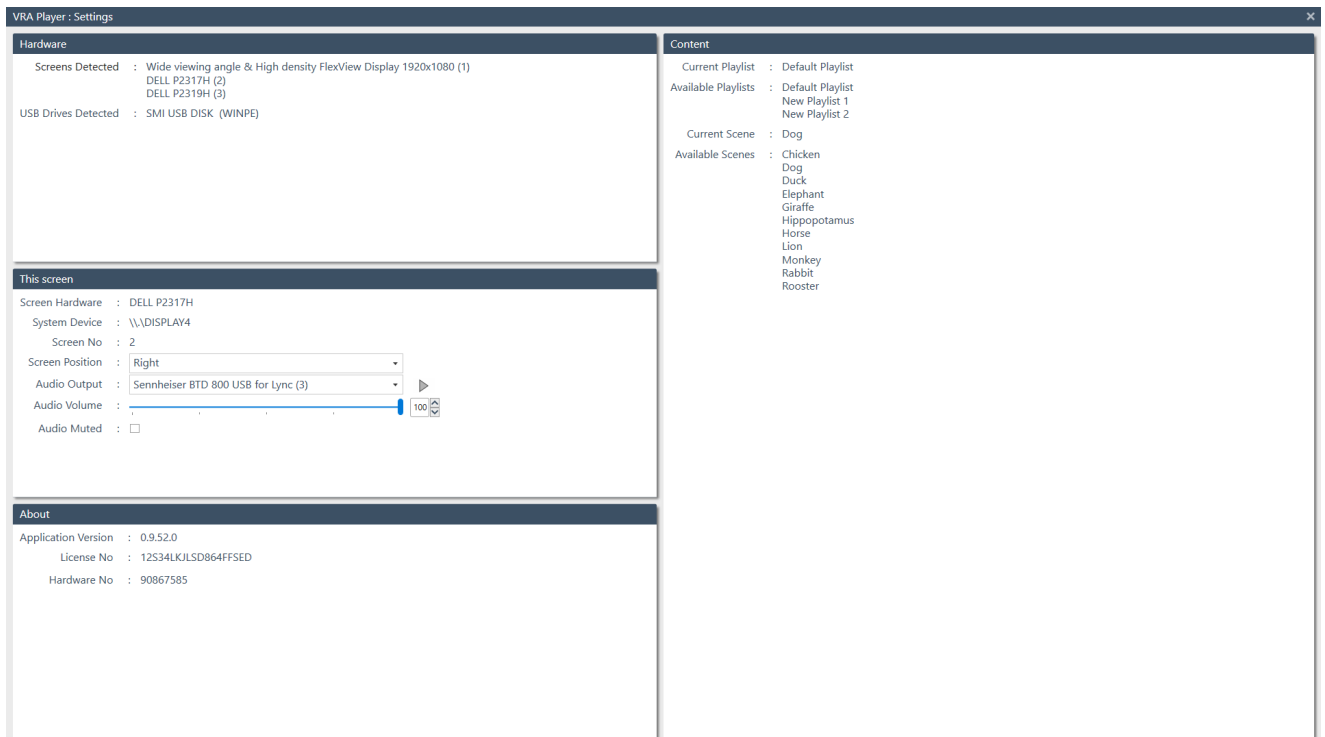 VRA Player : Settings
Hardware
Screens Detected : Wide viewing angle & High density FlexView Display 1920x1080 (1)
DELL P2317H (2)
DELL P2319H (3)
USB Drives Detected : SMI USB DISK (WINPE)
This screen
Screen Hardware : DELL P2317H
System Device : \\.\DISPLAY4
Screen No : 2
Screen Position : Right
Audio Output : Sennheiser BTD 800 USB for Lync (3)
Audio Volume : 100
Audio Muted :
About
Application Version : 0.9.52.0
License No : 12S34LKJLSD864FFSED
Hardware No : 90867585
Content
Current Playlist : Default Playlist
Available Playlists : Default Playlist
New Playlist 1
New Playlist 2
Current Scene : Dog
Available Scenes : Chicken
Dog
Duck
Elephant
Giraffe
Hippopotamus
Horse
Lion
Monkey
Rabbit
Rooster